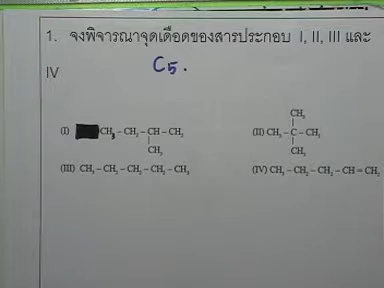 1. จงพิจารณาจุดเดือดของสารประกอบ I, II, III และ
IV
C5.
CH₃
(I) CH₃ – CH₂ – CH – CH₃ (II) CH₃ – C – CH₃
CH₃ CH₃
(III) CH₃ – CH₂ – CH₂ – CH₂ – CH₃ (IV) CH₃ – CH₂ – CH₂ – CH = CH₂